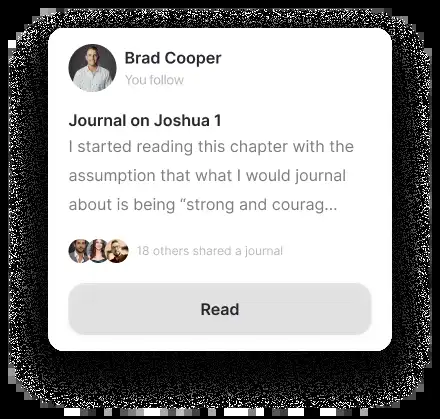 Brad Cooper
You follow
Journal on Joshua 1
I started reading this chapter with the
assumption that what I would journal
about is being “strong and courag...
18 others shared a journal
Read